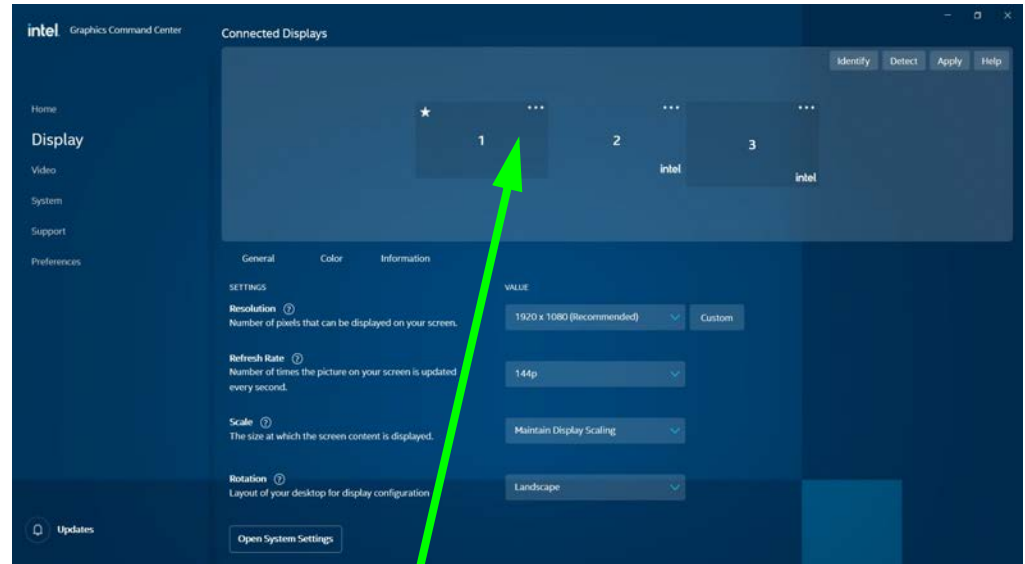 intel. Graphics Command Center
Connected Displays
Identify Detect Apply Help
Home
Display
Video
System
Support
Preferences
1
2
intel
3
intel
General Color Information
SETTINGS VALUE
Resolution ?
Number of pixels that can be displayed on your screen.
1920 x 1080 (Recommended) Custom
Refresh Rate ?
Number of times the picture on your screen is updated
every second.
144p
Scale ?
The size at which the screen content is displayed.
Maintain Display Scaling
Rotation ?
Layout of your desktop for display configuration
Landscape
Updates
Open System Settings